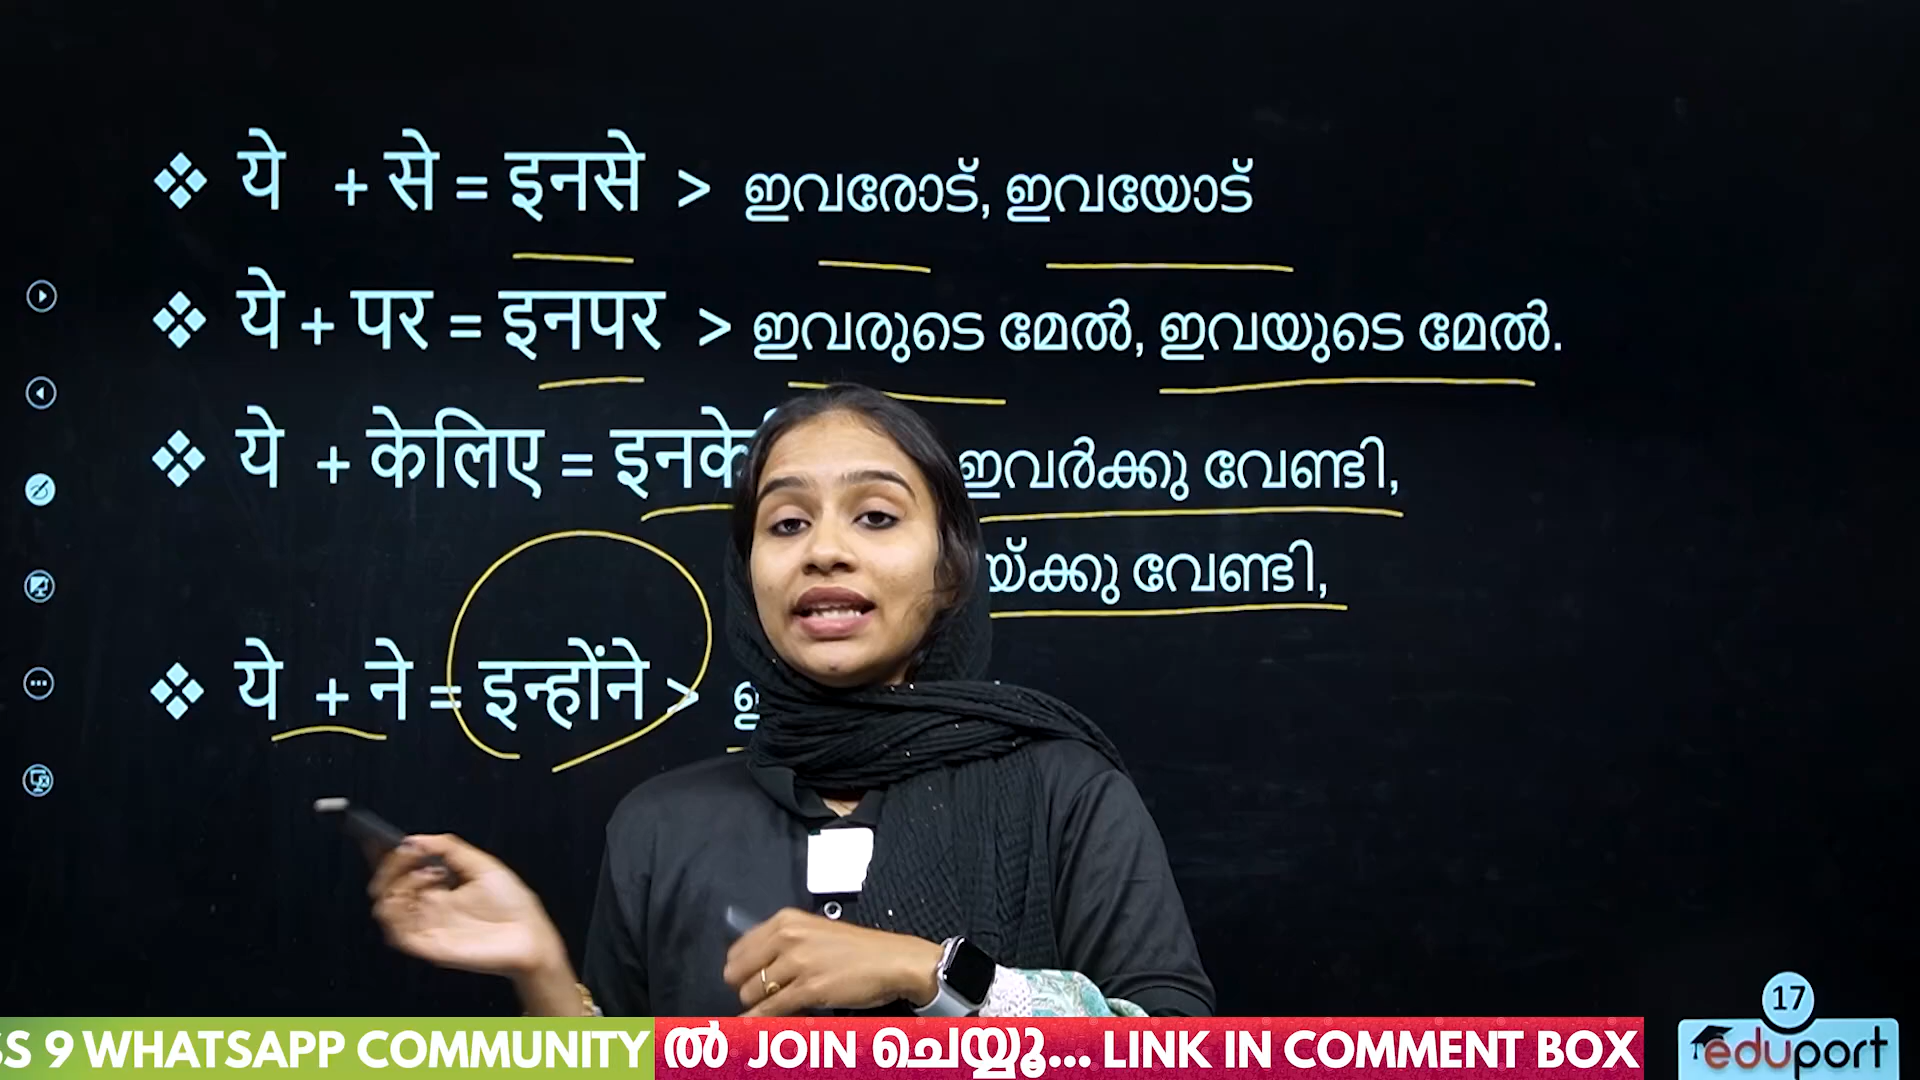 ❖ ये + से = इनसे > ഇവരോട്, ഇവയോട്
❖ ये + पर = इनपर > ഇവരുടെ മേൽ, ഇവയുടെ മേൽ.
❖ ये + केलिए = इनके ഇവർക്കു വേണ്ടി,
യ്ക്കു വേണ്ടി,
❖ ये + ने = इन्होंने >
SS 9 WHATSAPP COMMUNITY ൽ JOIN ചെയ്യൂ... LINK IN COMMENT BOX
17
eduport